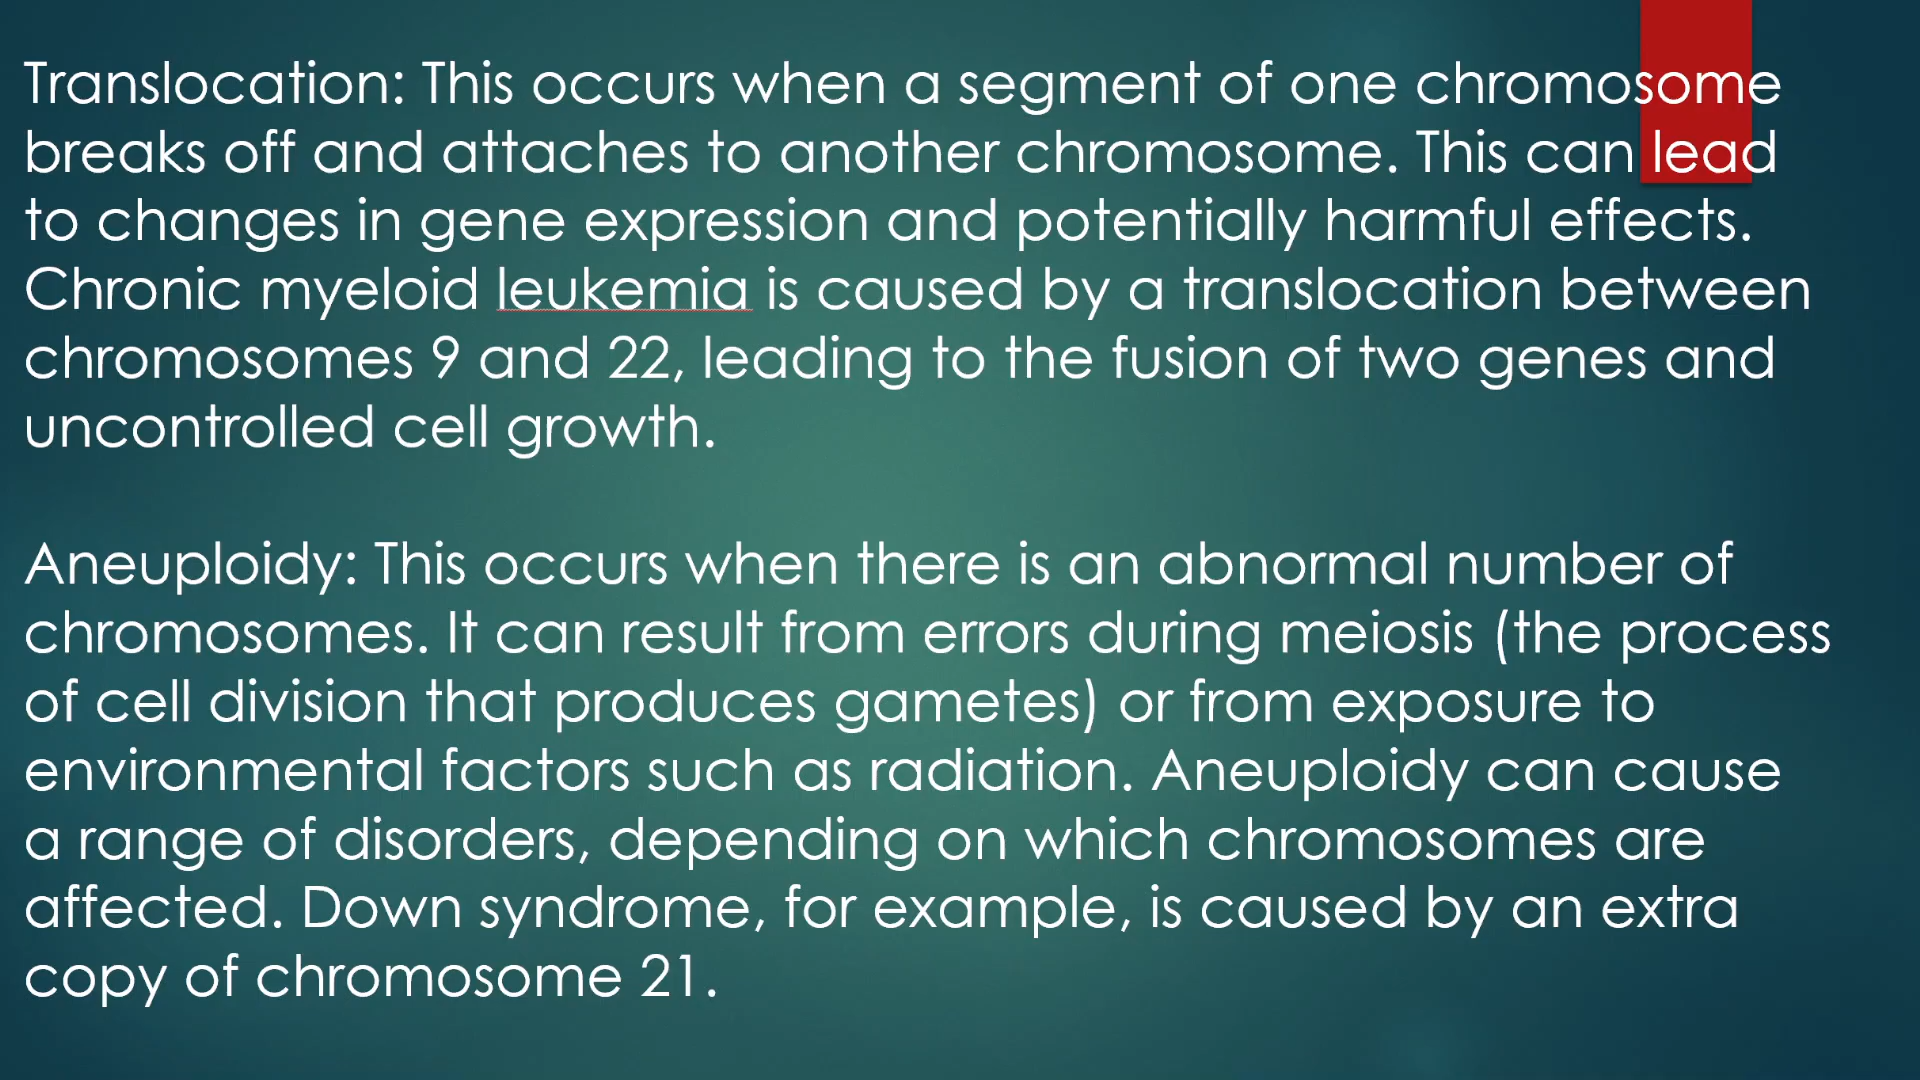 Translocation: This occurs when a segment of one chromosome
breaks off and attaches to another chromosome. This can lead
to changes in gene expression and potentially harmful effects.
Chronic myeloid leukemia is caused by a translocation between
chromosomes 9 and 22, leading to the fusion of two genes and
uncontrolled cell growth.
Aneuploidy: This occurs when there is an abnormal number of
chromosomes. It can result from errors during meiosis (the process
of cell division that produces gametes) or from exposure to
environmental factors such as radiation. Aneuploidy can cause
a range of disorders, depending on which chromosomes are
affected. Down syndrome, for example, is caused by an extra
copy of chromosome 21.